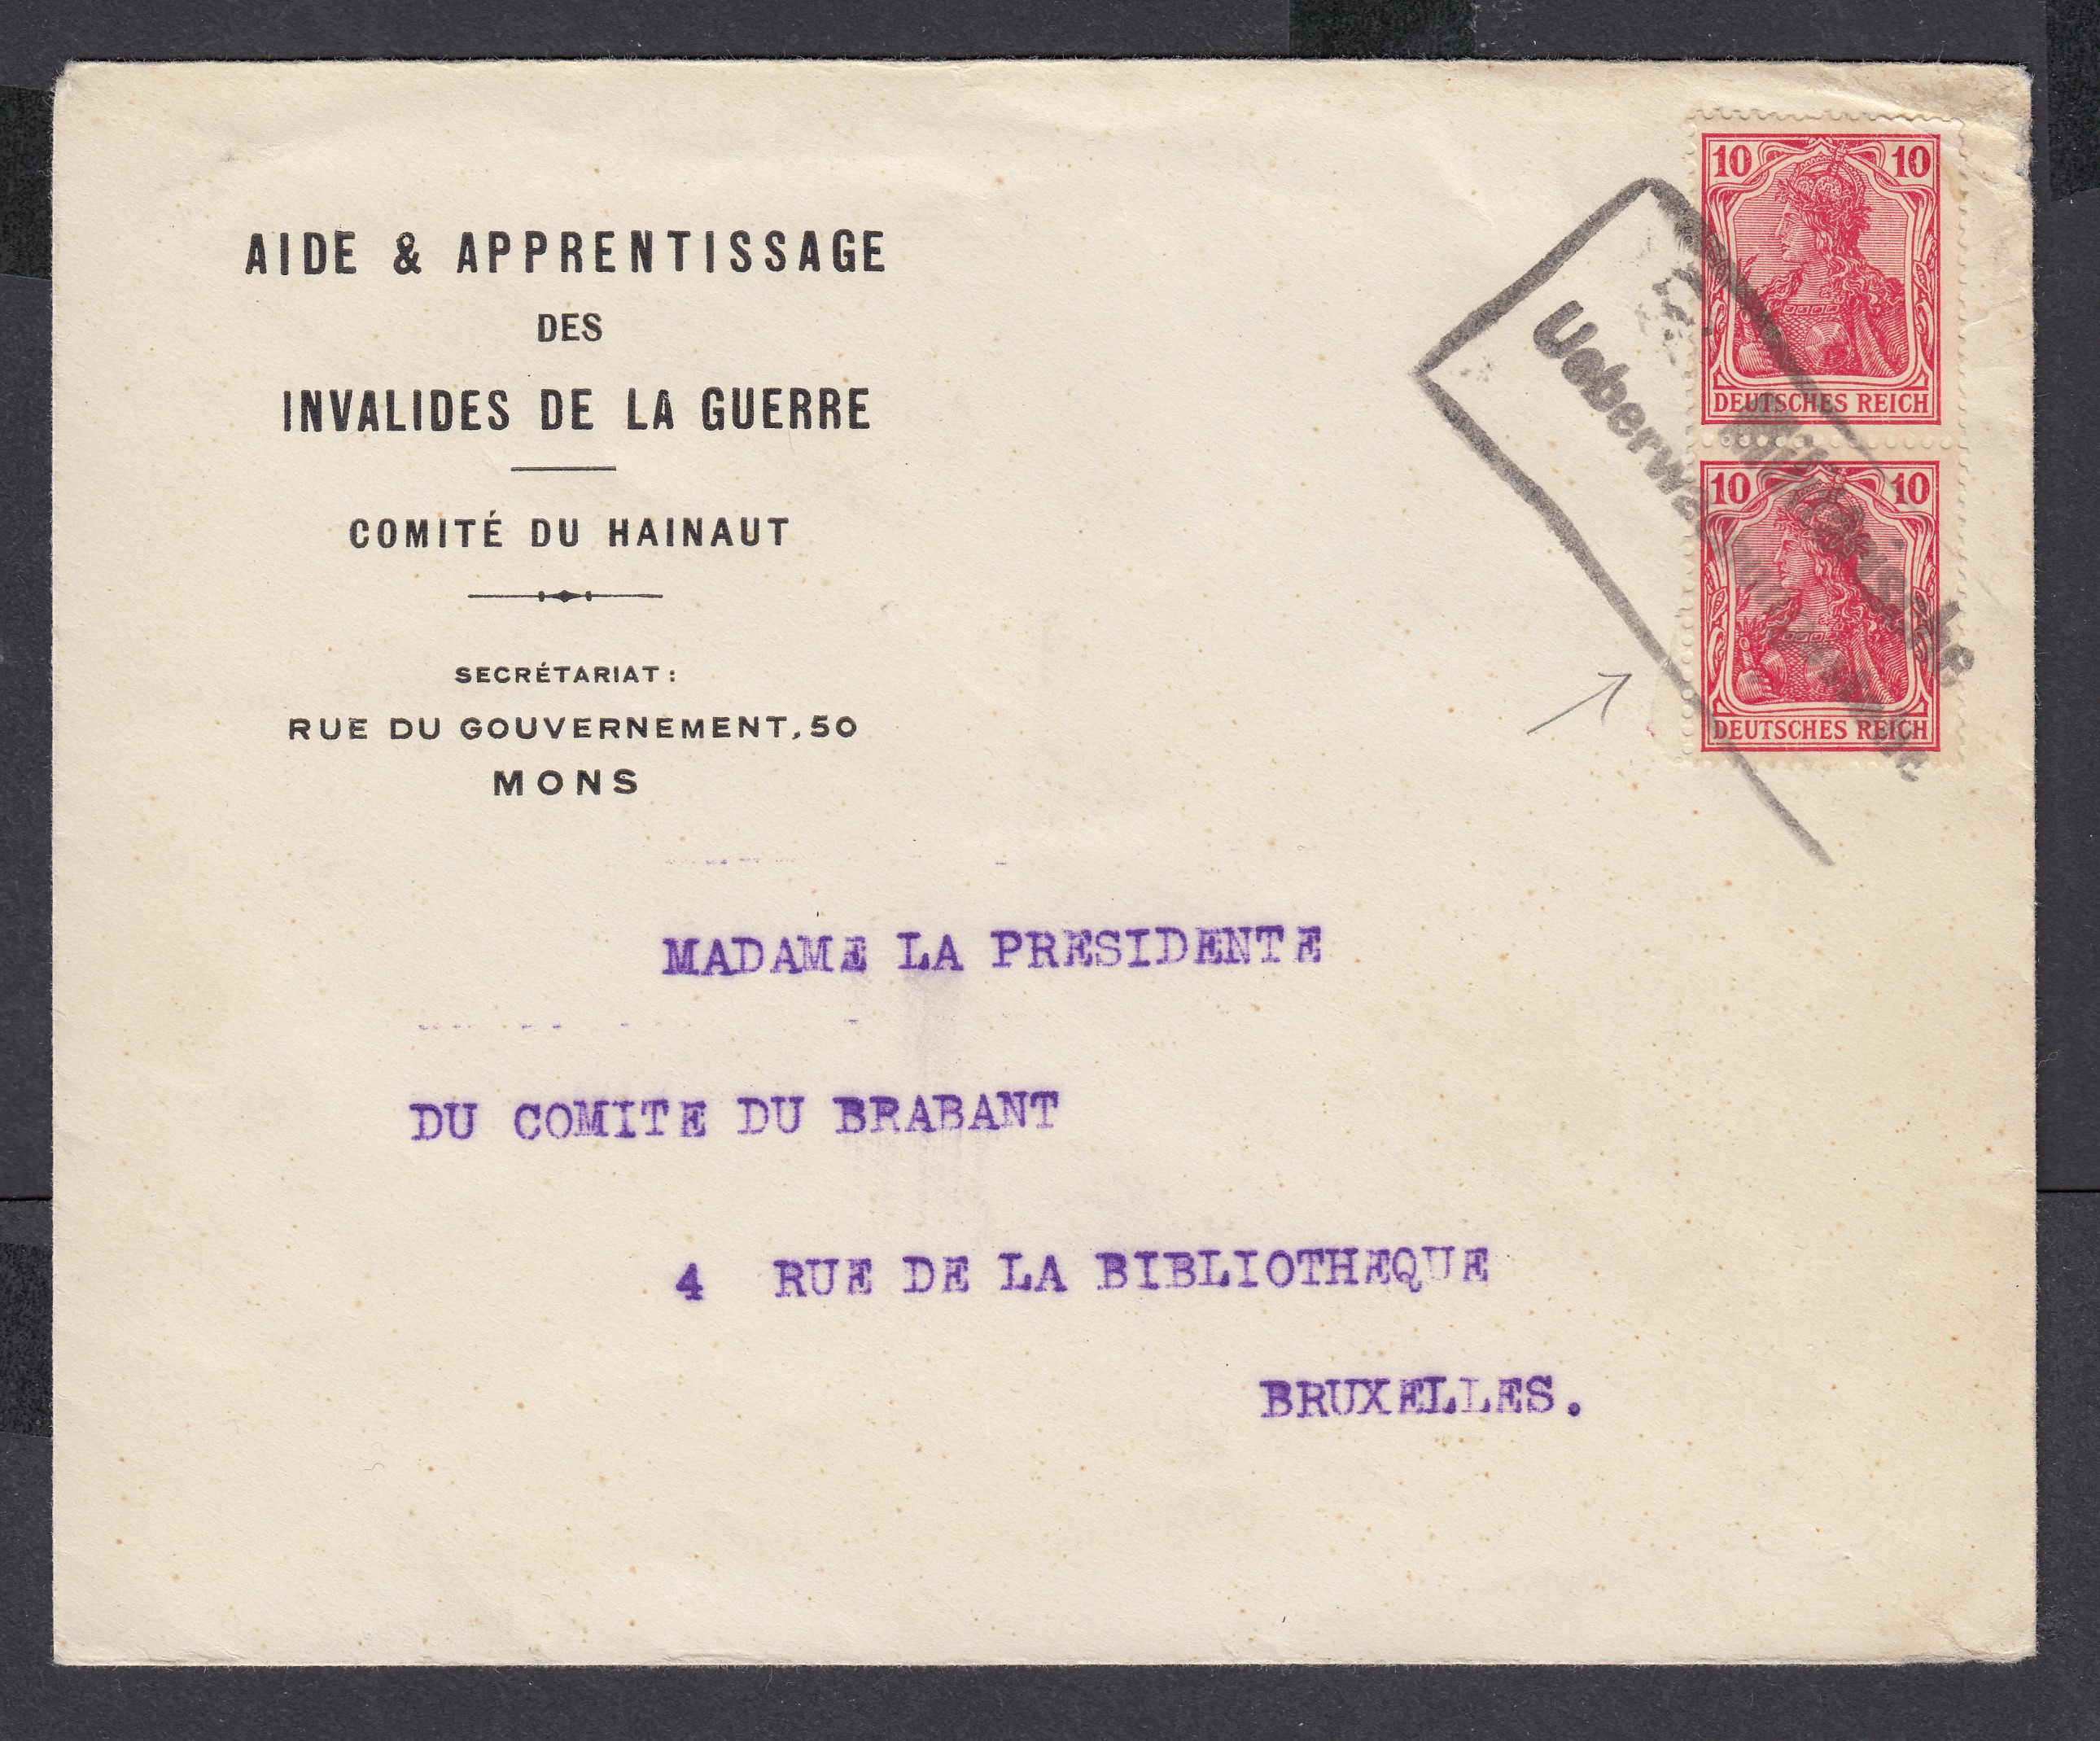 AIDE & APPRENTISSAGE
DES
INVALIDES DE LA GUERRE
COMITÉ DU HAINAUT
SECRÉTARIAT :
RUE DU GOUVERNEMENT, 50
MONS
10 10
DEUTSCHES REICH
10 10
DEUTSCHES REICH
MADAME LA PRESIDENTE
DU COMITE DU BRABANT
4 RUE DE LA BIBLIOTHEQUE
BRUXELLES.